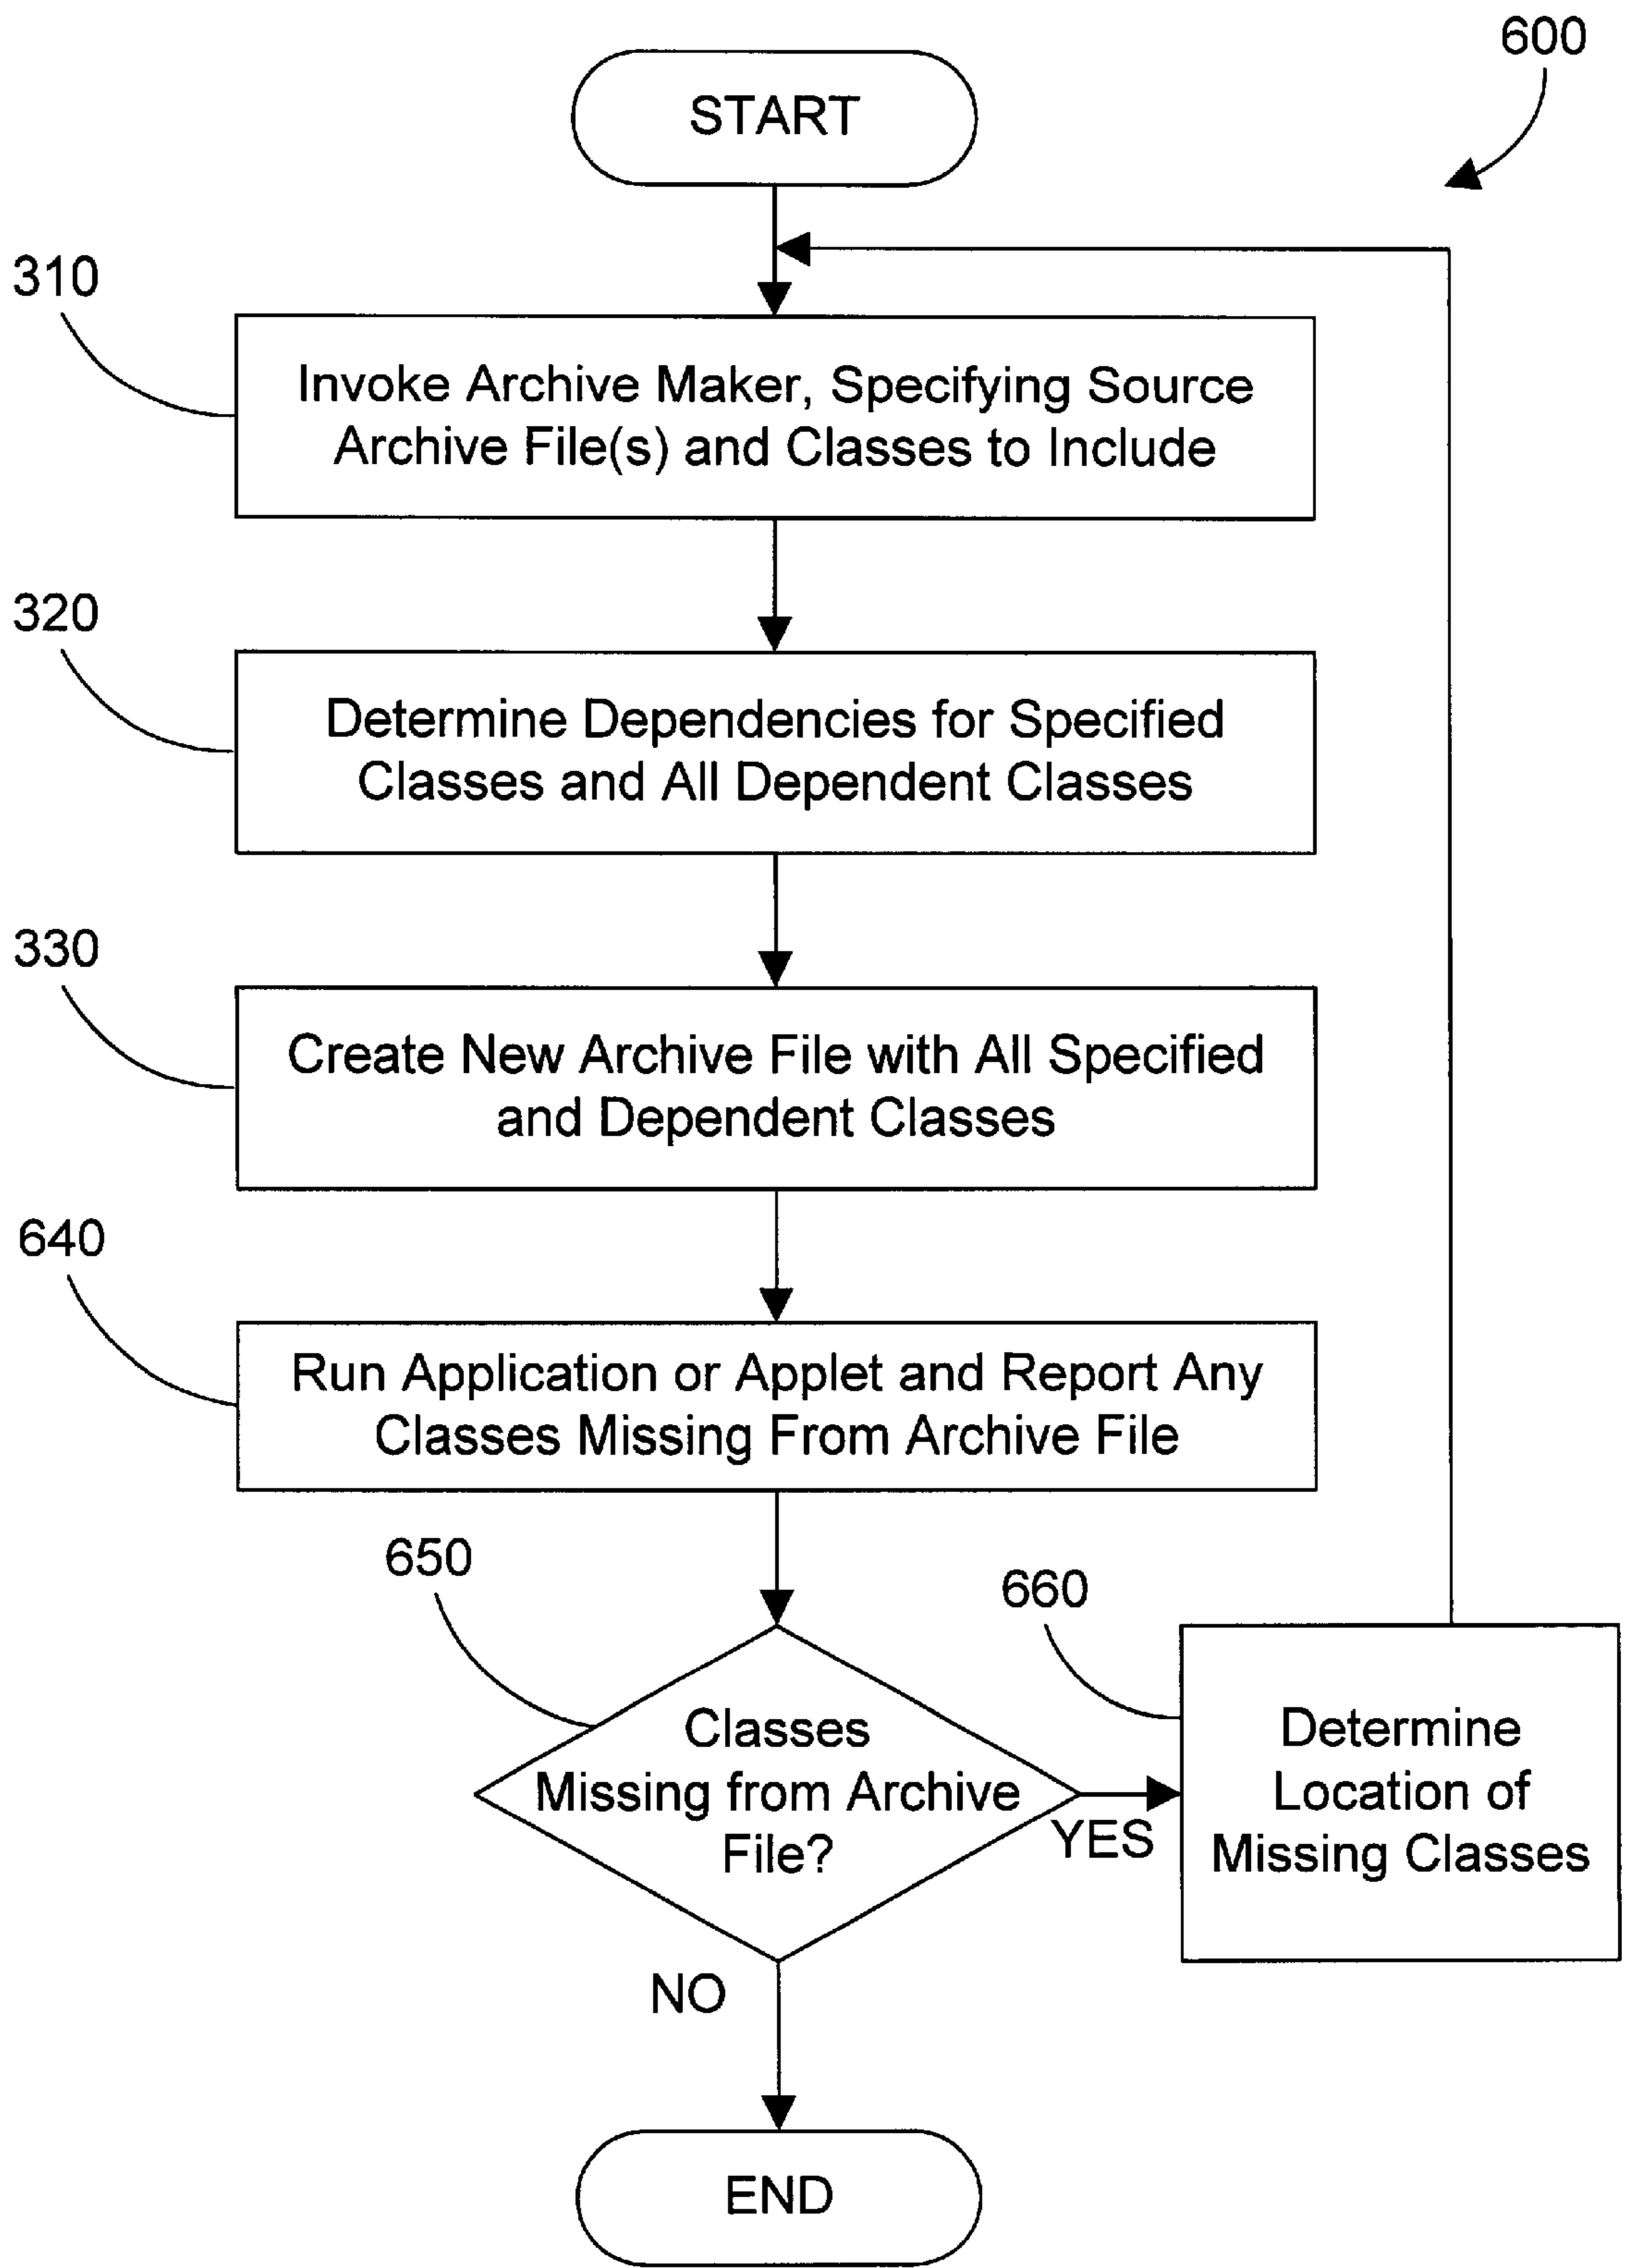 600
START
310
Invoke Archive Maker, Specifying Source
Archive File(s) and Classes to Include
320
Determine Dependencies for Specified
Classes and All Dependent Classes
330
Create New Archive File with All Specified
and Dependent Classes
640
Run Application or Applet and Report Any
Classes Missing From Archive File
650
Classes
Missing from Archive
File?
YES
660
Determine
Location of
Missing Classes
NO
END